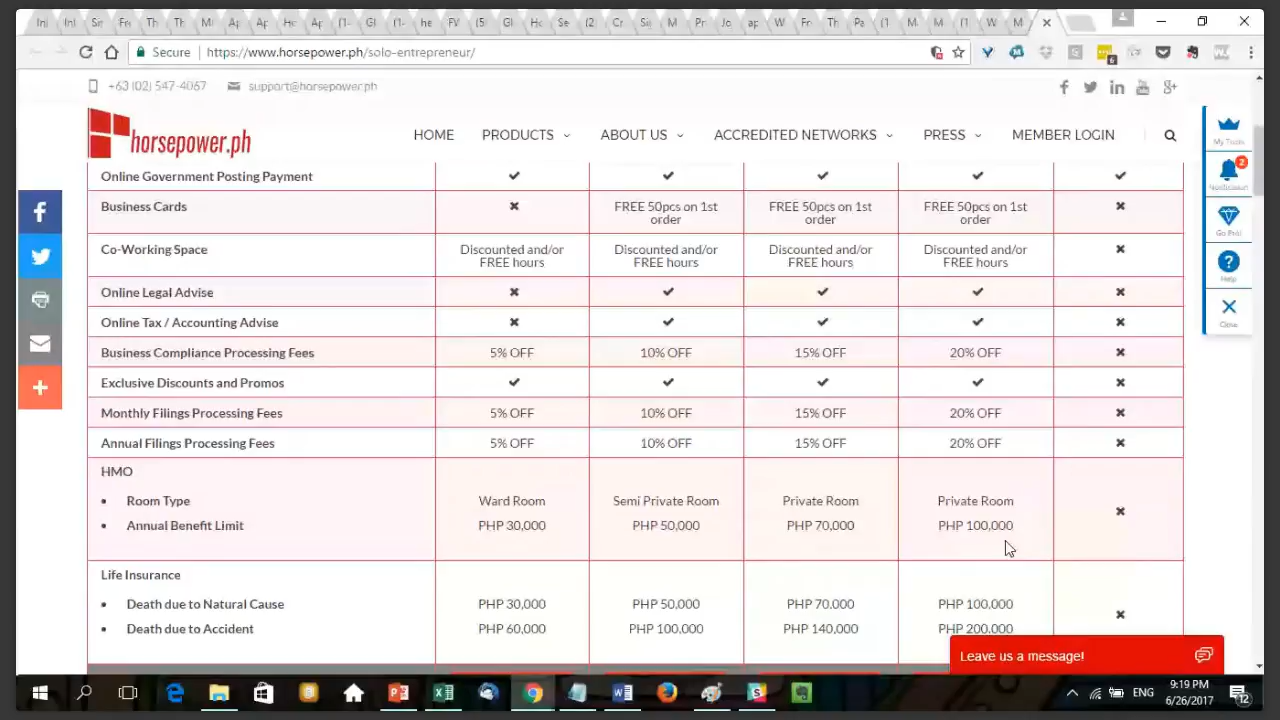 Secure
https://www.horsepower.ph/solo-entrepreneur/
+63 (02) 547-4067
support@horsepower.ph
horsepower.ph
HOME PRODUCTS ABOUT US ACCREDITED NETWORKS PRESS MEMBER LOGIN
Online Government Posting Payment
Business Cards FREE 50pcs on 1st order FREE 50pcs on 1st order FREE 50pcs on 1st order
Co-Working Space Discounted and/or FREE hours Discounted and/or FREE hours Discounted and/or FREE hours Discounted and/or FREE hours
Online Legal Advise
Online Tax / Accounting Advise
Business Compliance Processing Fees 5% OFF 10% OFF 15% OFF 20% OFF
Exclusive Discounts and Promos
Monthly Filings Processing Fees 5% OFF 10% OFF 15% OFF 20% OFF
Annual Filings Processing Fees 5% OFF 10% OFF 15% OFF 20% OFF
HMO
• Room Type Ward Room Semi Private Room Private Room Private Room
• Annual Benefit Limit PHP 30,000 PHP 50,000 PHP 70,000 PHP 100,000
Life Insurance
• Death due to Natural Cause PHP 30,000 PHP 50,000 PHP 70,000 PHP 100,000
• Death due to Accident PHP 60,000 PHP 100,000 PHP 140,000 PHP 200,000
Help
Close
2
Leave us a message!
ENG
9:19 PM
6/26/2017
12